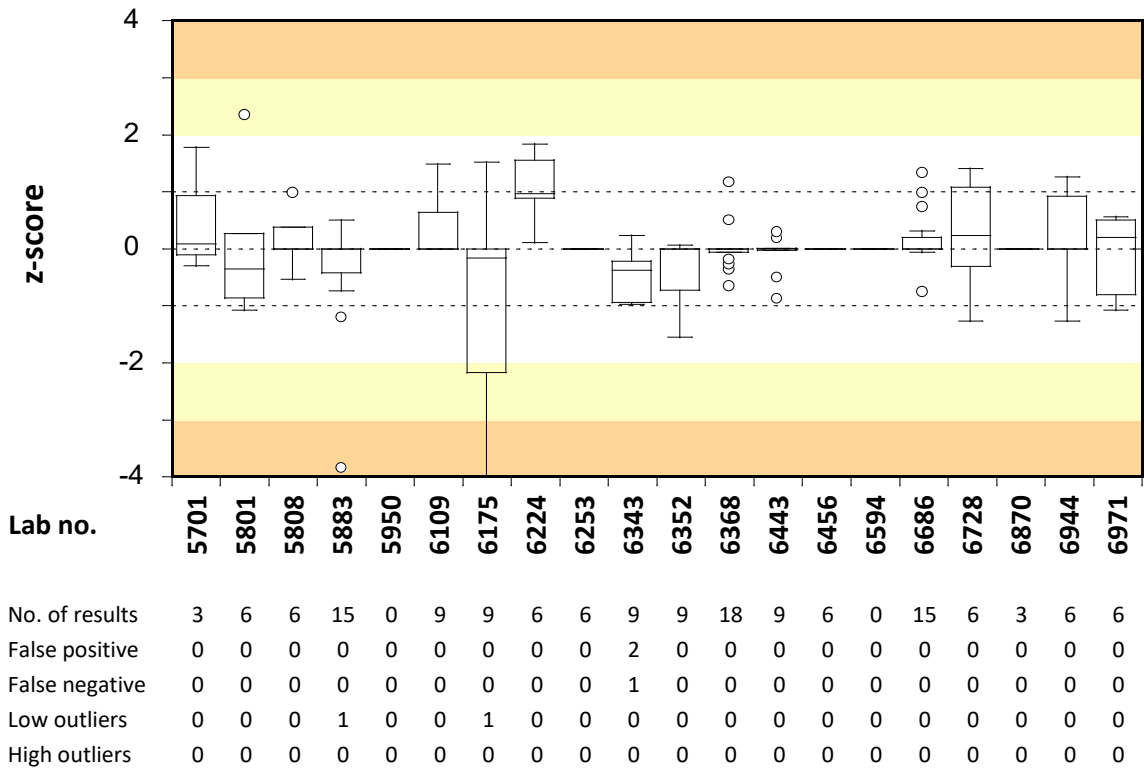 4
2
z-score
0
-2
-4
Lab no. 5701 5801 5808 5883 5950 6109 6175 6224 6253 6343 6352 6368 6443 6456 6594 6686 6728 6870 6944 6971
No. of results 3 6 6 15 0 9 9 6 6 9 9 18 9 6 0 15 6 3 6 6
False positive 0 0 0 0 0 0 0 0 0 2 0 0 0 0 0 0 0 0 0 0
False negative 0 0 0 0 0 0 0 0 0 1 0 0 0 0 0 0 0 0 0 0
Low outliers 0 0 0 1 0 0 1 0 0 0 0 0 0 0 0 0 0 0 0 0
High outliers 0 0 0 0 0 0 0 0 0 0 0 0 0 0 0 0 0 0 0 0